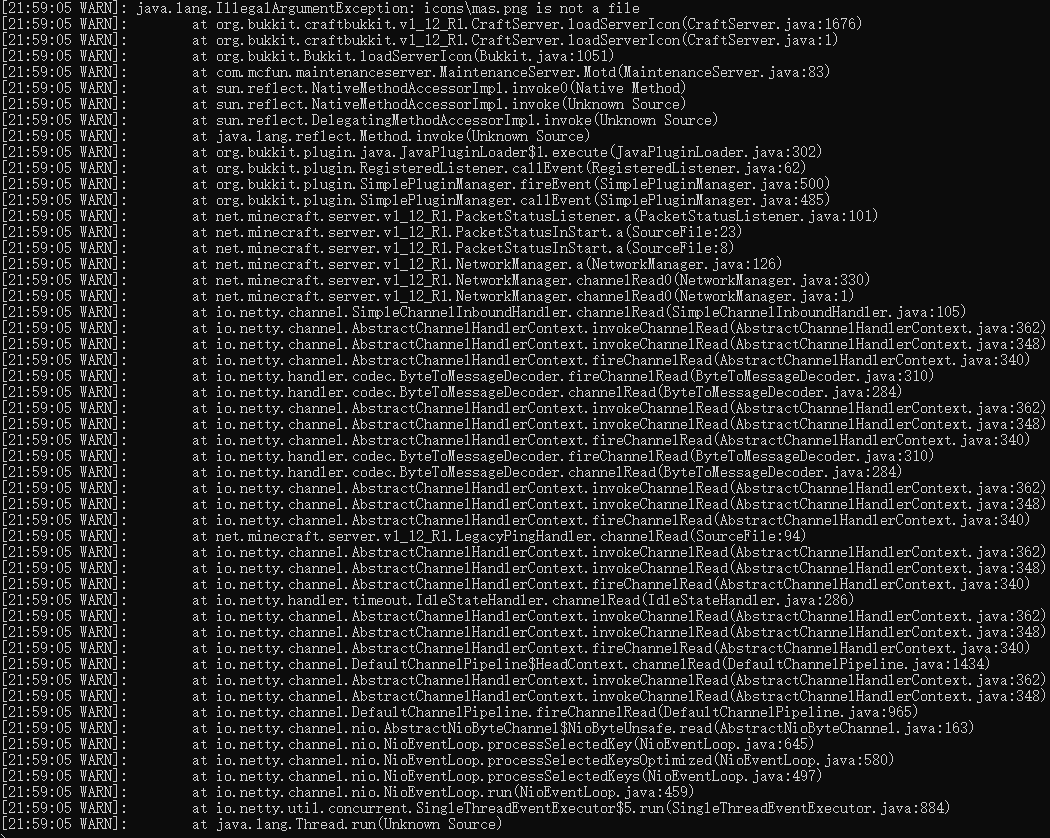 [21:59:05 WARN]: java.lang.IllegalArgumentException: icons\mas.png is not a file
[21:59:05 WARN]: at org.bukkit.craftbukkit.v1_12_R1.CraftServer.loadServerIcon(CraftServer.java:1676)
[21:59:05 WARN]: at org.bukkit.craftbukkit.v1_12_R1.CraftServer.loadServerIcon(CraftServer.java:1)
[21:59:05 WARN]: at org.bukkit.Bukkit.loadServerIcon(Bukkit.java:1051)
[21:59:05 WARN]: at com.mcfun.maintenanceserver.MaintenanceServer.Motd(MaintenanceServer.java:83)
[21:59:05 WARN]: at sun.reflect.NativeMethodAccessorImpl.invoke0(Native Method)
[21:59:05 WARN]: at sun.reflect.NativeMethodAccessorImpl.invoke(Unknown Source)
[21:59:05 WARN]: at sun.reflect.DelegatingMethodAccessorImpl.invoke(Unknown Source)
[21:59:05 WARN]: at java.lang.reflect.Method.invoke(Unknown Source)
[21:59:05 WARN]: at org.bukkit.plugin.java.JavaPluginLoader$1.execute(JavaPluginLoader.java:302)
[21:59:05 WARN]: at org.bukkit.plugin.RegisteredListener.callEvent(RegisteredListener.java:62)
[21:59:05 WARN]: at org.bukkit.plugin.SimplePluginManager.fireEvent(SimplePluginManager.java:500)
[21:59:05 WARN]: at org.bukkit.plugin.SimplePluginManager.callEvent(SimplePluginManager.java:485)
[21:59:05 WARN]: at net.minecraft.server.v1_12_R1.PacketStatusListener.a(PacketStatusListener.java:101)
[21:59:05 WARN]: at net.minecraft.server.v1_12_R1.PacketStatusInStart.a(SourceFile:23)
[21:59:05 WARN]: at net.minecraft.server.v1_12_R1.PacketStatusInStart.a(SourceFile:8)
[21:59:05 WARN]: at net.minecraft.server.v1_12_R1.NetworkManager.a(NetworkManager.java:126)
[21:59:05 WARN]: at net.minecraft.server.v1_12_R1.NetworkManager.channelRead0(NetworkManager.java:330)
[21:59:05 WARN]: at net.minecraft.server.v1_12_R1.NetworkManager.channelRead0(NetworkManager.java:1)
[21:59:05 WARN]: at io.netty.channel.SimpleChannelInboundHandler.channelRead(SimpleChannelInboundHandler.java:105)
[21:59:05 WARN]: at io.netty.channel.AbstractChannelHandlerContext.invokeChannelRead(AbstractChannelHandlerContext.java:362)
[21:59:05 WARN]: at io.netty.channel.AbstractChannelHandlerContext.invokeChannelRead(AbstractChannelHandlerContext.java:348)
[21:59:05 WARN]: at io.netty.channel.AbstractChannelHandlerContext.fireChannelRead(AbstractChannelHandlerContext.java:340)
[21:59:05 WARN]: at io.netty.handler.codec.ByteToMessageDecoder.fireChannelRead(ByteToMessageDecoder.java:310)
[21:59:05 WARN]: at io.netty.handler.codec.ByteToMessageDecoder.channelRead(ByteToMessageDecoder.java:284)
[21:59:05 WARN]: at io.netty.channel.AbstractChannelHandlerContext.invokeChannelRead(AbstractChannelHandlerContext.java:362)
[21:59:05 WARN]: at io.netty.channel.AbstractChannelHandlerContext.invokeChannelRead(AbstractChannelHandlerContext.java:348)
[21:59:05 WARN]: at io.netty.channel.AbstractChannelHandlerContext.fireChannelRead(AbstractChannelHandlerContext.java:340)
[21:59:05 WARN]: at io.netty.handler.codec.ByteToMessageDecoder.fireChannelRead(ByteToMessageDecoder.java:310)
[21:59:05 WARN]: at io.netty.handler.codec.ByteToMessageDecoder.channelRead(ByteToMessageDecoder.java:284)
[21:59:05 WARN]: at io.netty.channel.AbstractChannelHandlerContext.invokeChannelRead(AbstractChannelHandlerContext.java:362)
[21:59:05 WARN]: at io.netty.channel.AbstractChannelHandlerContext.invokeChannelRead(AbstractChannelHandlerContext.java:348)
[21:59:05 WARN]: at io.netty.channel.AbstractChannelHandlerContext.fireChannelRead(AbstractChannelHandlerContext.java:340)
[21:59:05 WARN]: at net.minecraft.server.v1_12_R1.LegacyPingHandler.channelRead(SourceFile:94)
[21:59:05 WARN]: at io.netty.channel.AbstractChannelHandlerContext.invokeChannelRead(AbstractChannelHandlerContext.java:362)
[21:59:05 WARN]: at io.netty.channel.AbstractChannelHandlerContext.invokeChannelRead(AbstractChannelHandlerContext.java:348)
[21:59:05 WARN]: at io.netty.channel.AbstractChannelHandlerContext.fireChannelRead(AbstractChannelHandlerContext.java:340)
[21:59:05 WARN]: at io.netty.handler.timeout.IdleStateHandler.channelRead(IdleStateHandler.java:286)
[21:59:05 WARN]: at io.netty.channel.AbstractChannelHandlerContext.invokeChannelRead(AbstractChannelHandlerContext.java:362)
[21:59:05 WARN]: at io.netty.channel.AbstractChannelHandlerContext.invokeChannelRead(AbstractChannelHandlerContext.java:348)
[21:59:05 WARN]: at io.netty.channel.AbstractChannelHandlerContext.fireChannelRead(AbstractChannelHandlerContext.java:340)
[21:59:05 WARN]: at io.netty.channel.DefaultChannelPipeline$HeadContext.channelRead(DefaultChannelPipeline.java:1434)
[21:59:05 WARN]: at io.netty.channel.AbstractChannelHandlerContext.invokeChannelRead(AbstractChannelHandlerContext.java:362)
[21:59:05 WARN]: at io.netty.channel.AbstractChannelHandlerContext.invokeChannelRead(AbstractChannelHandlerContext.java:348)
[21:59:05 WARN]: at io.netty.channel.DefaultChannelPipeline.fireChannelRead(DefaultChannelPipeline.java:965)
[21:59:05 WARN]: at io.netty.channel.nio.AbstractNioByteChannel$NioByteUnsafe.read(AbstractNioByteChannel.java:163)
[21:59:05 WARN]: at io.netty.channel.nio.NioEventLoop.processSelectedKey(NioEventLoop.java:645)
[21:59:05 WARN]: at io.netty.channel.nio.NioEventLoop.processSelectedKeysOptimized(NioEventLoop.java:580)
[21:59:05 WARN]: at io.netty.channel.nio.NioEventLoop.processSelectedKeys(NioEventLoop.java:497)
[21:59:05 WARN]: at io.netty.channel.nio.NioEventLoop.run(NioEventLoop.java:459)
[21:59:05 WARN]: at io.netty.util.concurrent.SingleThreadEventExecutor$5.run(SingleThreadEventExecutor.java:884)
[21:59:05 WARN]: at java.lang.Thread.run(Unknown Source)